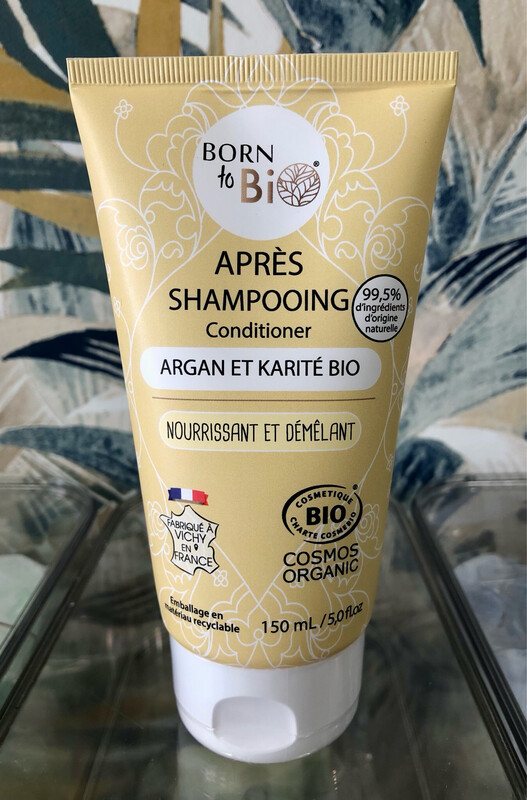 BORN
to Bio®
APRÈS
SHAMPOOING
Conditioner
99,5%
d'ingrédients
d'origine
naturelle
ARGAN ET KARITÉ BIO
NOURRISSANT ET DÉMÊLANT
FABRIQUÉ À
VICHY
EN
FRANCE
COSMETIQUE
BIO
CHARTE COSMEBIO
®
COSMOS
ORGANIC
Emballage en
matériau recyclable
150 mL / 5,0 fl oz